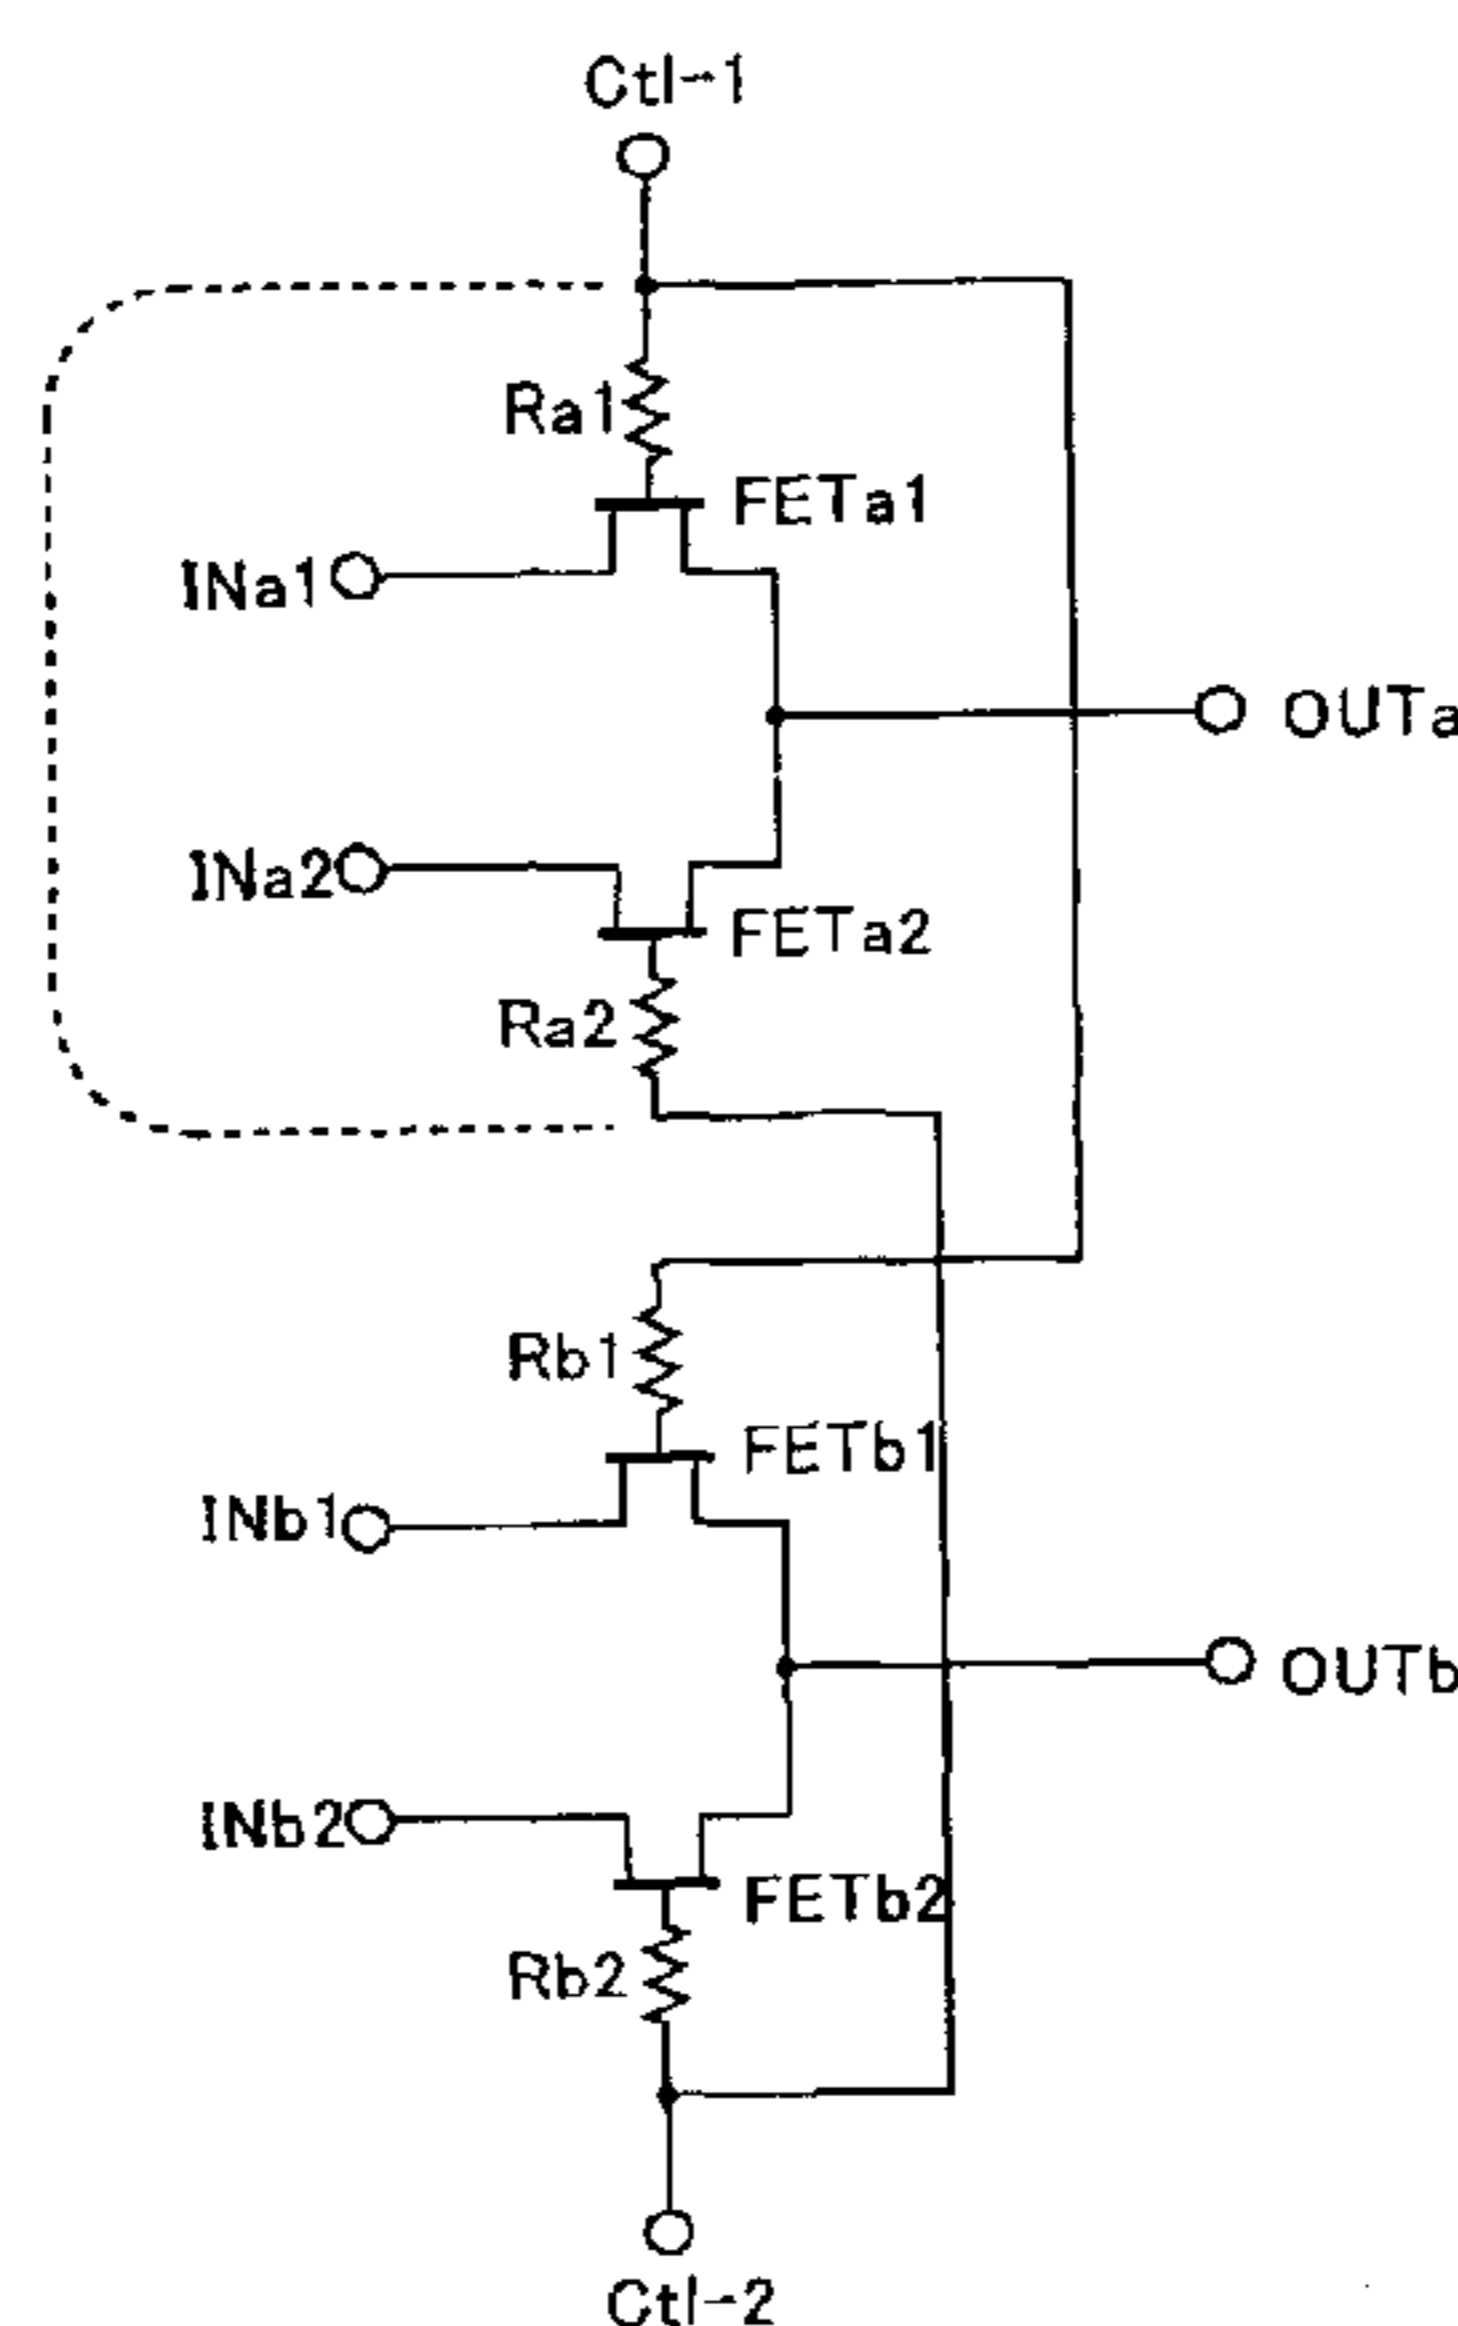 Ctl-1
Ra1
FETa1
INa1
OUTa
INa2
FETa2
Ra2
Rb1
FETb1
INb1
OUTb
INb2
FETb2
Rb2
Ctl-2